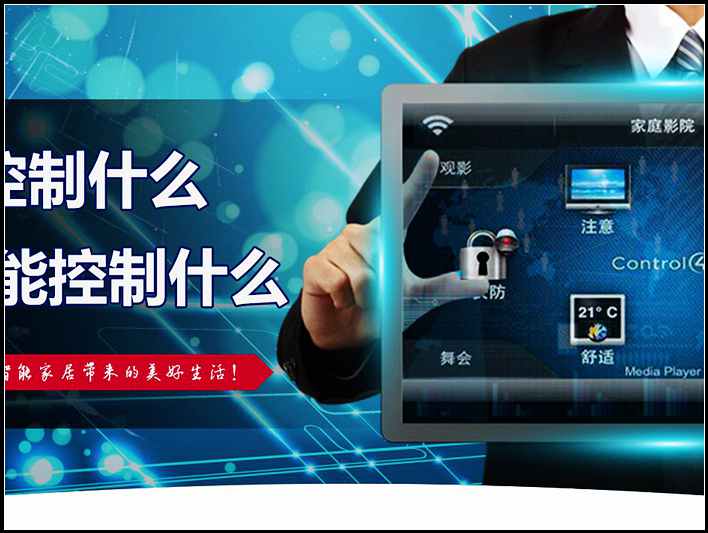 控制什么
能控制什么
智能家居带来的美好生活!
家庭影院
观影
注意
Control4
安防
21° C
舞会
舒适
Media Player